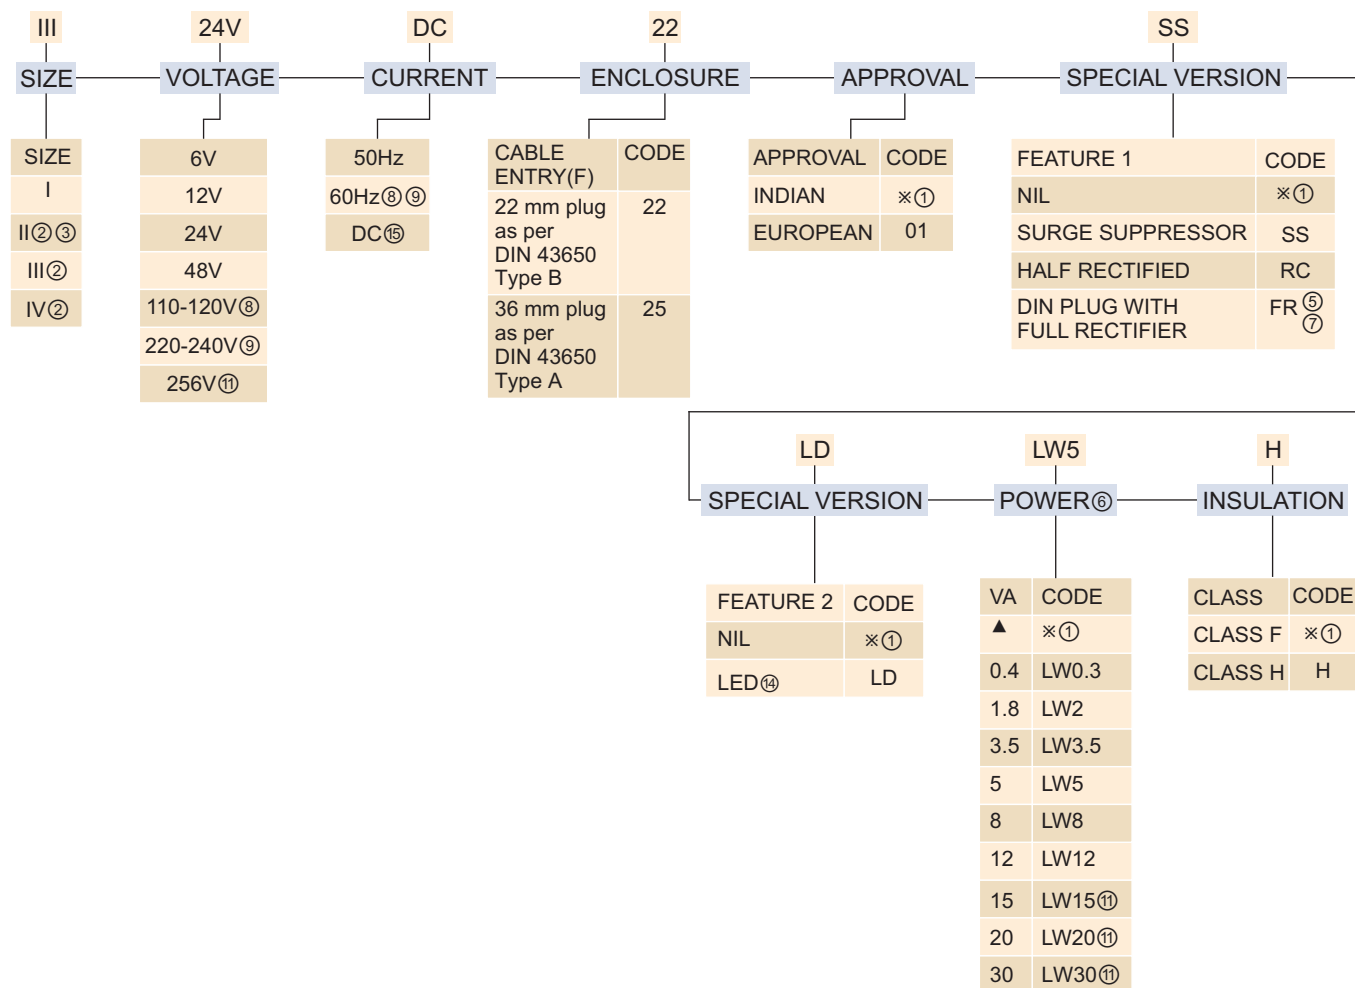 III 24V DC 22 SS
SIZE VOLTAGE CURRENT ENCLOSURE APPROVAL SPECIAL VERSION
SIZE
I
II②③
III②
IV②
6V
12V
24V
48V
110-120V⑧
220-240V⑨
256V⑪
50Hz
60Hz⑧⑨
DC⑮
CABLE CODE
ENTRY(F)
22 mm plug 22
as per
DIN 43650
Type B
36 mm plug 25
as per
DIN 43650
Type A
APPROVAL CODE
INDIAN ※①
EUROPEAN 01
FEATURE 1 CODE
NIL ※①
SURGE SUPPRESSOR SS
HALF RECTIFIED RC
DIN PLUG WITH FR⑤
FULL RECTIFIER ⑦
LD LW5 H
SPECIAL VERSION POWER⑥ INSULATION
FEATURE 2 CODE
NIL ※①
LED⑭ LD
VA CODE
▲ ※①
0.4 LW0.3
1.8 LW2
3.5 LW3.5
5 LW5
8 LW8
12 LW12
15 LW15⑪
20 LW20⑪
30 LW30⑪
CLASS CODE
CLASS F ※①
CLASS H H